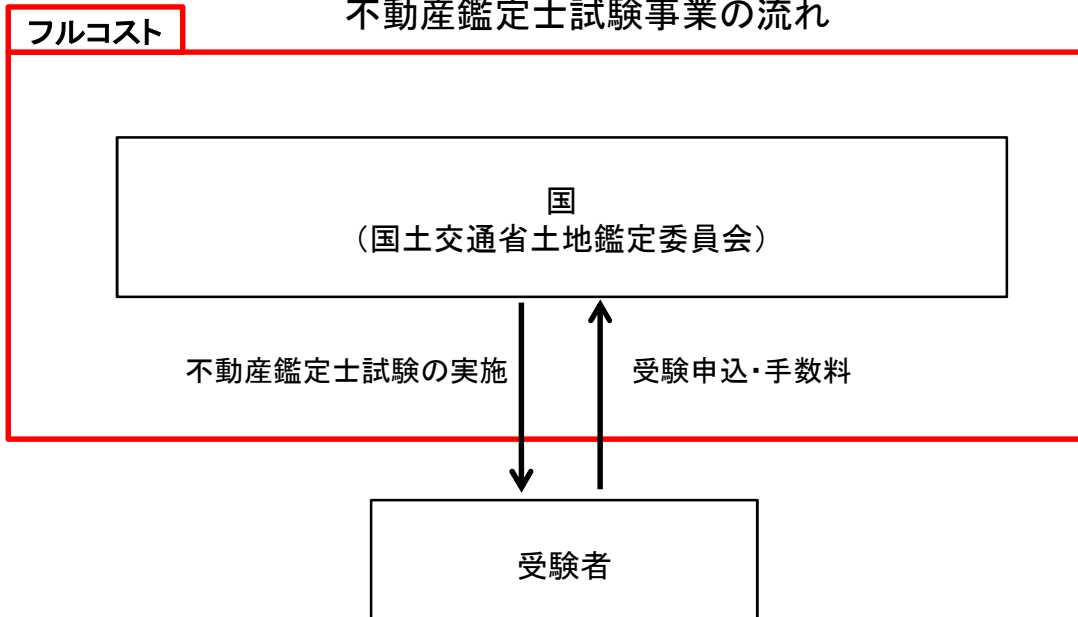 不動産鑑定士試験事業の流れ
フルコスト
国
（国土交通省土地鑑定委員会）
不動産鑑定士試験の実施
受験申込・手数料
受験者